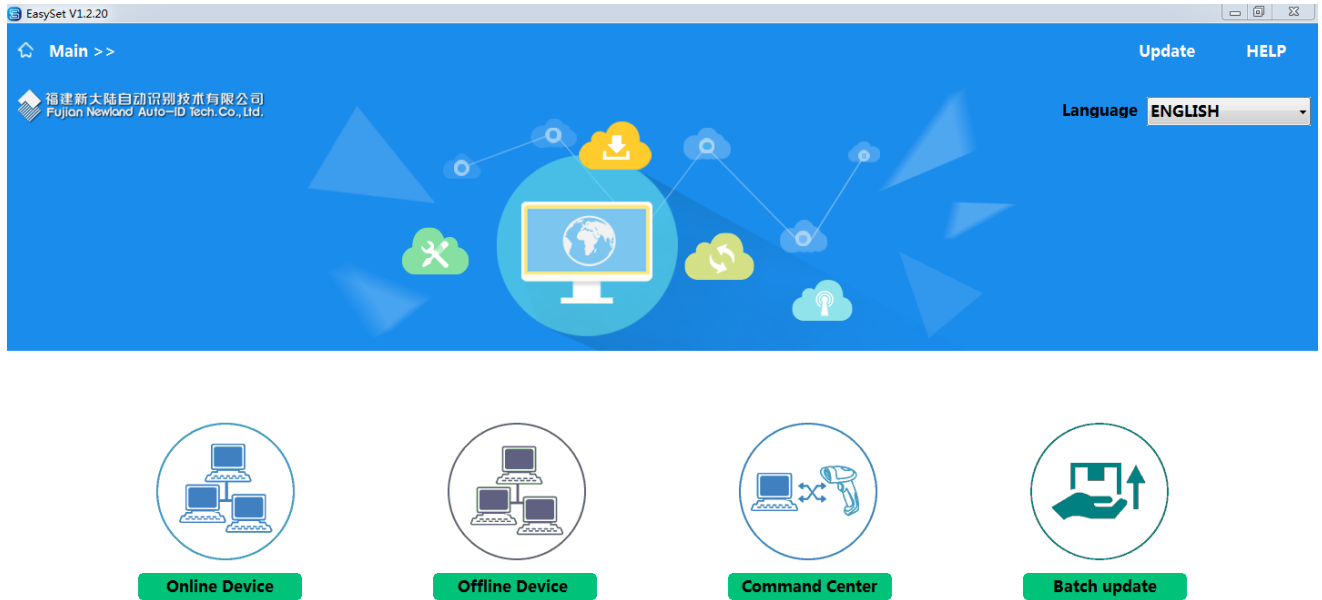 EasySet V1.2.20
Main >>
Update
HELP
福建新大陆自动识别技术有限公司
Fujian Newland Auto-ID Tech.Co.,Ltd.
Language
ENGLISH
Online Device
Offline Device
Command Center
Batch update